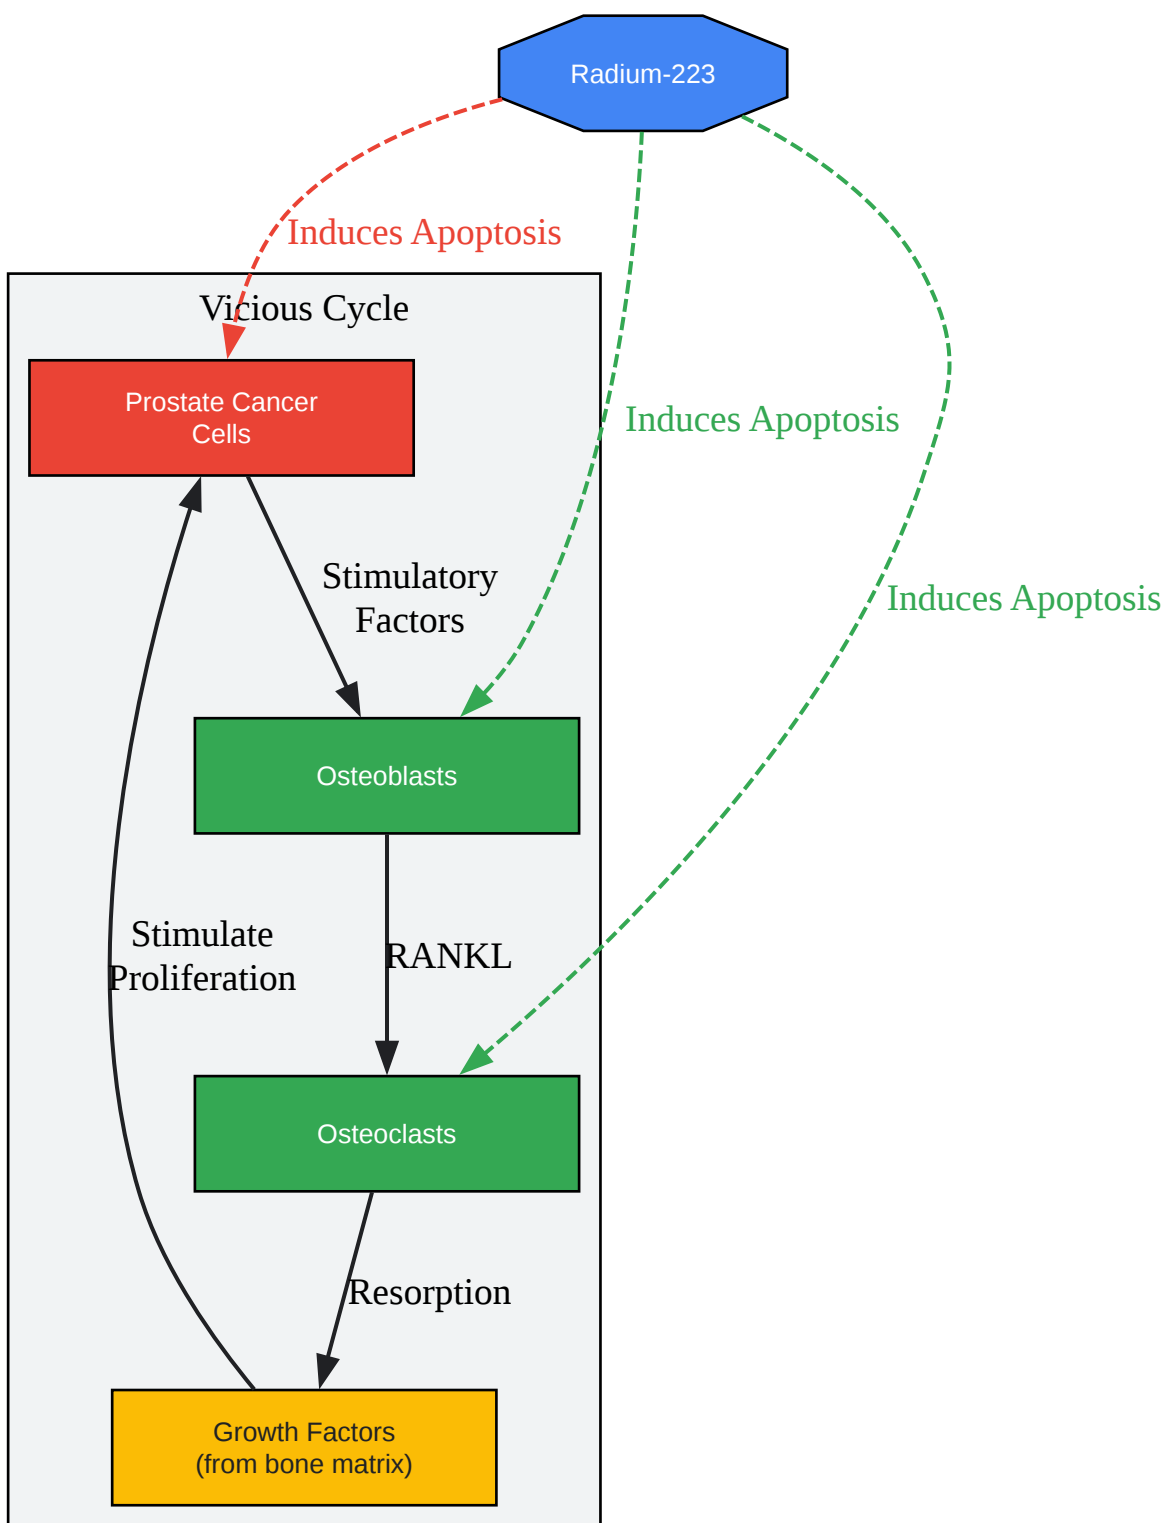 Radium-223
Induces Apoptosis
Vicious Cycle
Prostate Cancer
Cells
Induces Apoptosis
Stimulatory
Factors
Induces Apoptosis
Osteoblasts
Stimulate
Proliferation
RANKL
Osteoclasts
Resorption
Growth Factors
(from bone matrix)